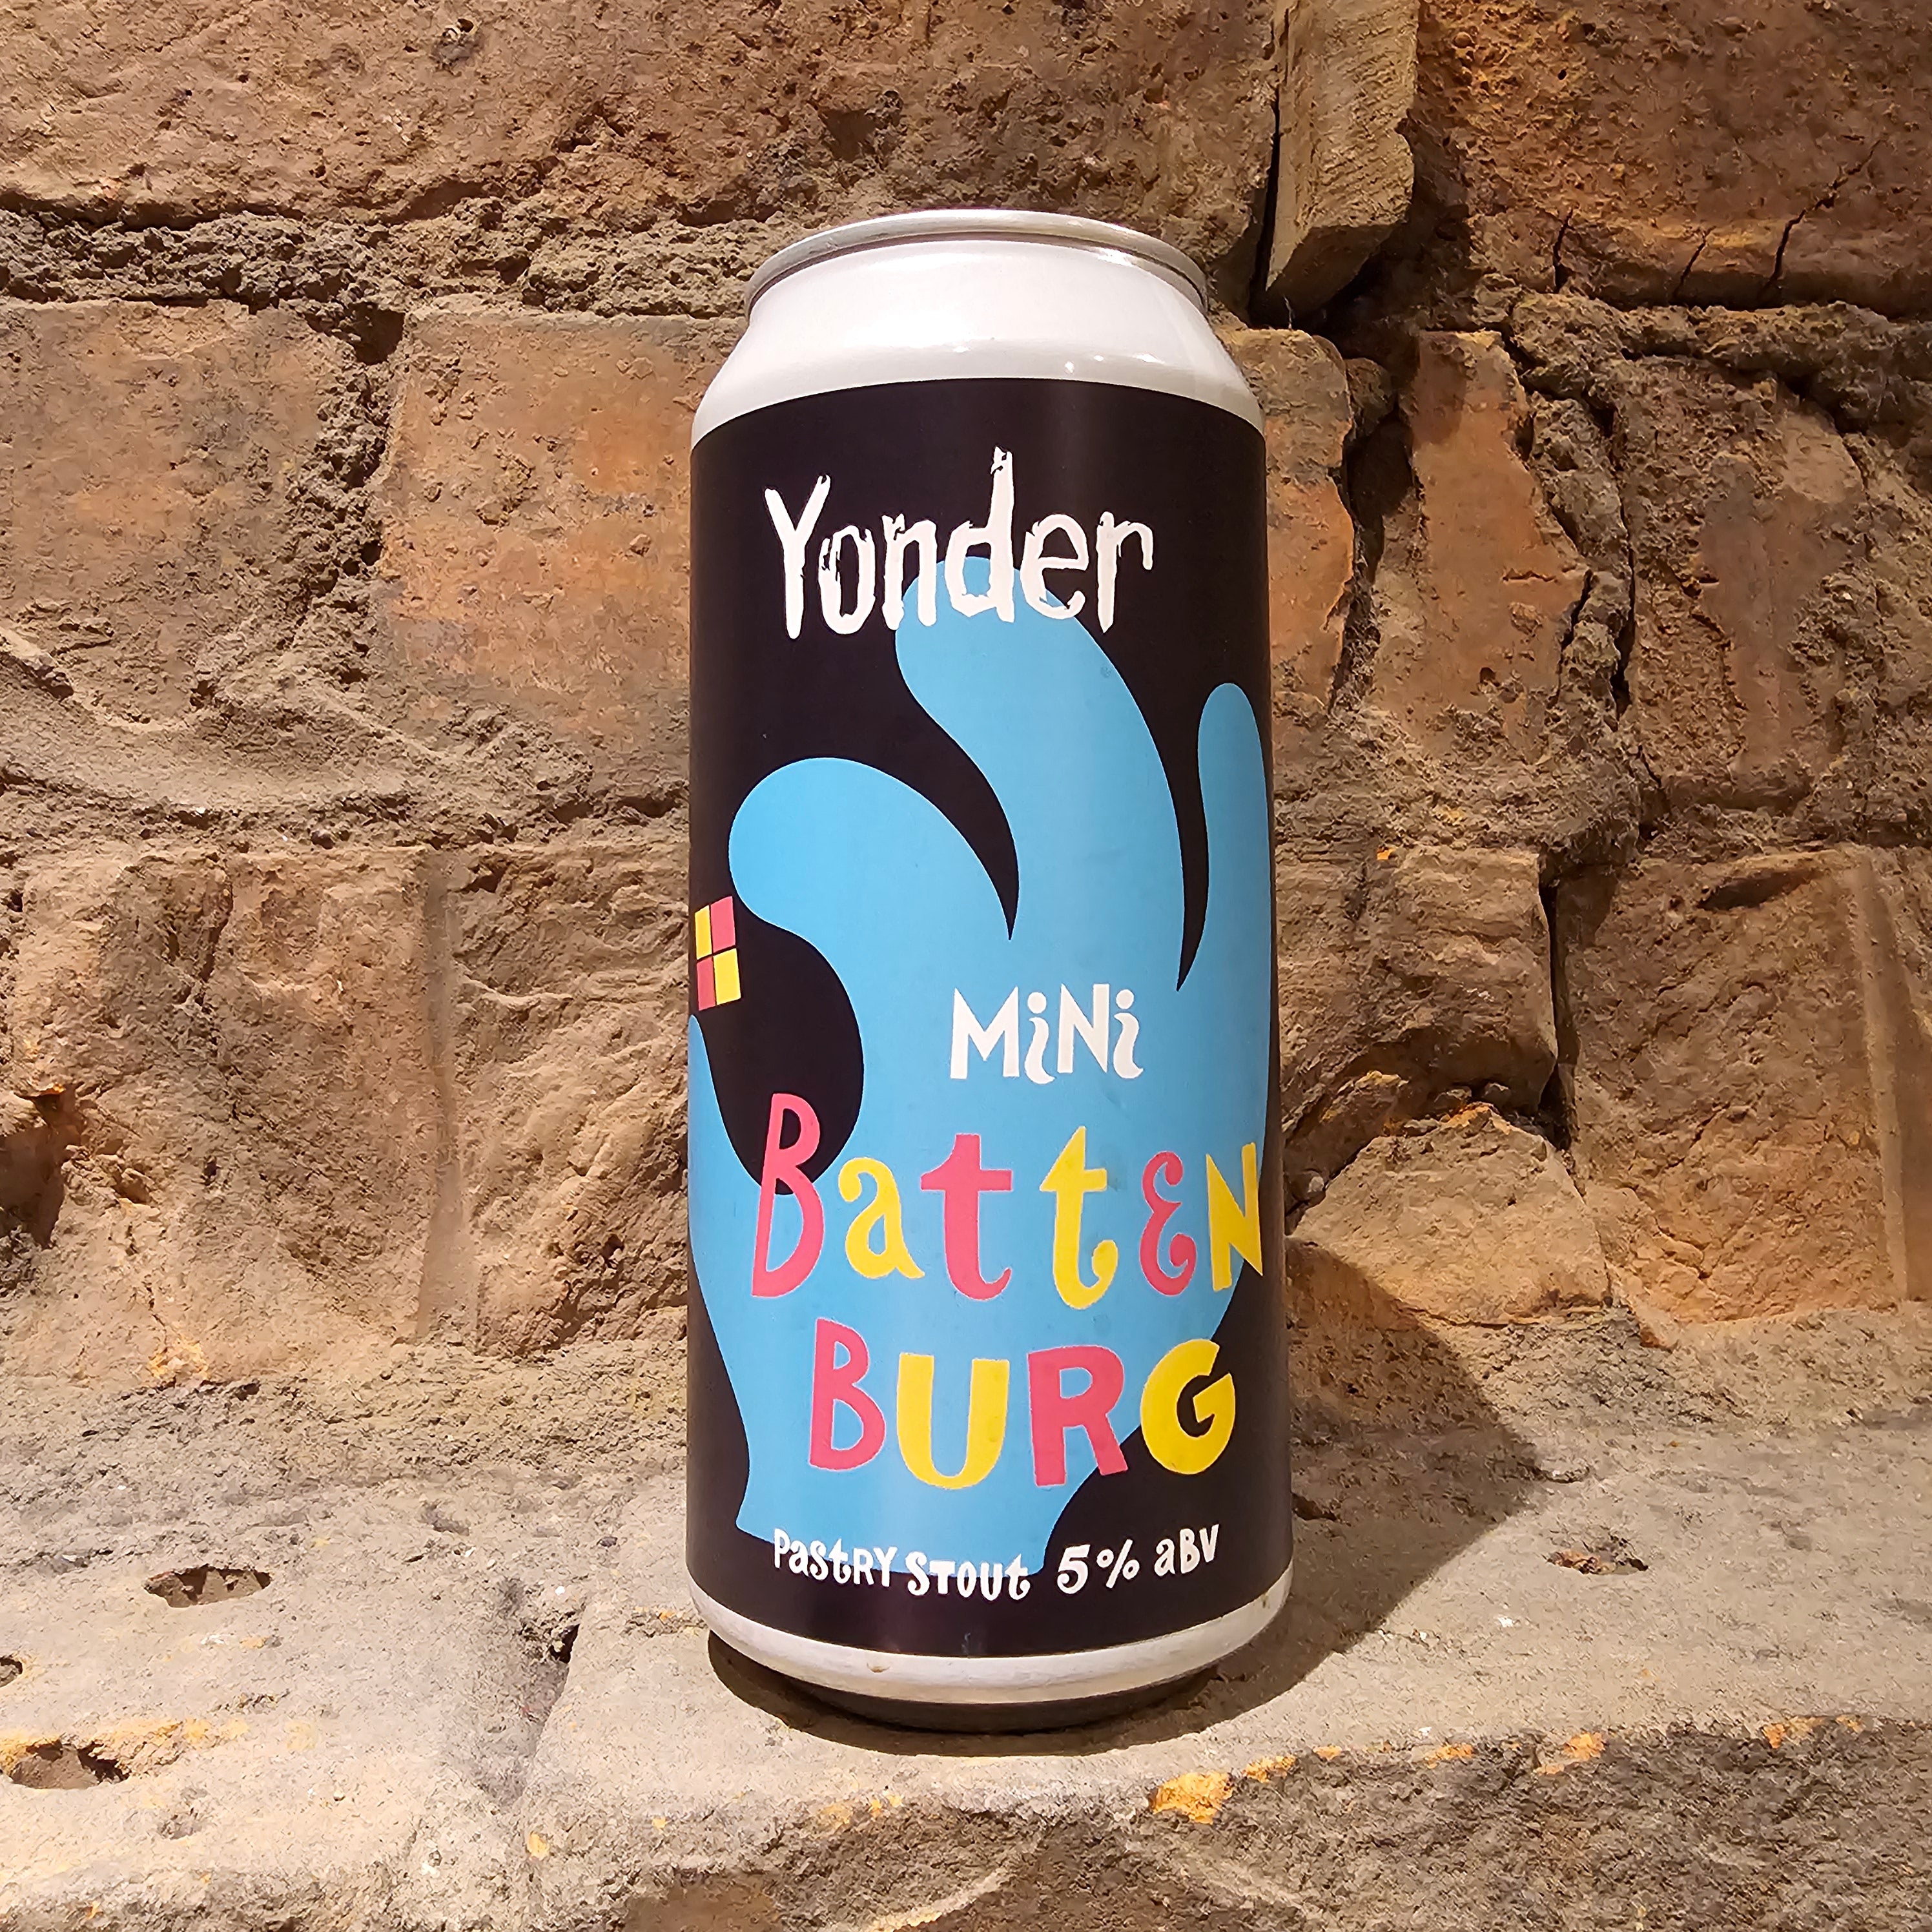 Yonder
MiNi
BattEN
BURG
PaStRY STOUt 5% aBV